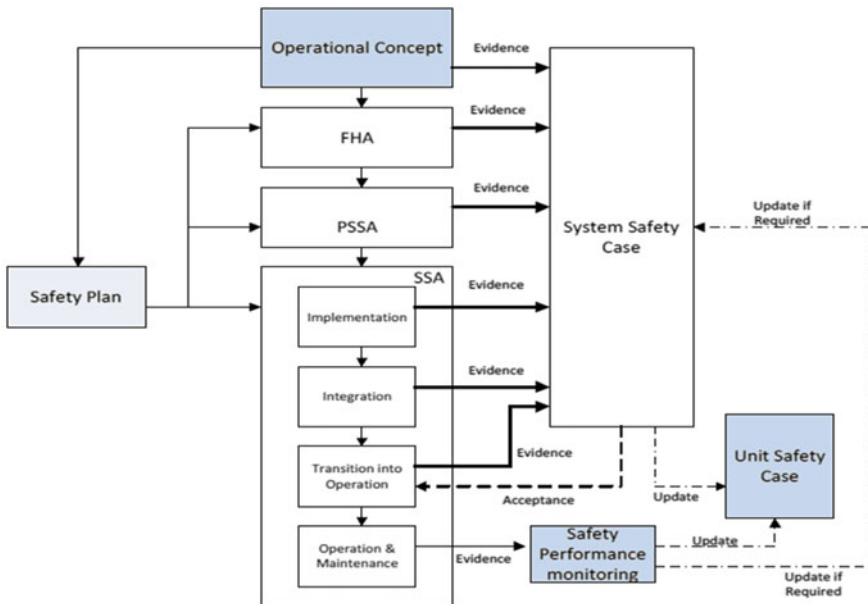 Operational Concept
Evidence
FHA
Evidence
PSSA
Evidence
System Safety
Case
Update if
Required
Safety Plan
SSA
Implementation
Evidence
Integration
Evidence
Transition into
Operation
Evidence
Acceptance
Update
Unit Safety
Case
Operation &
Maintenance
Evidence
Safety
Performance
monitoring
Update
Update if
Required